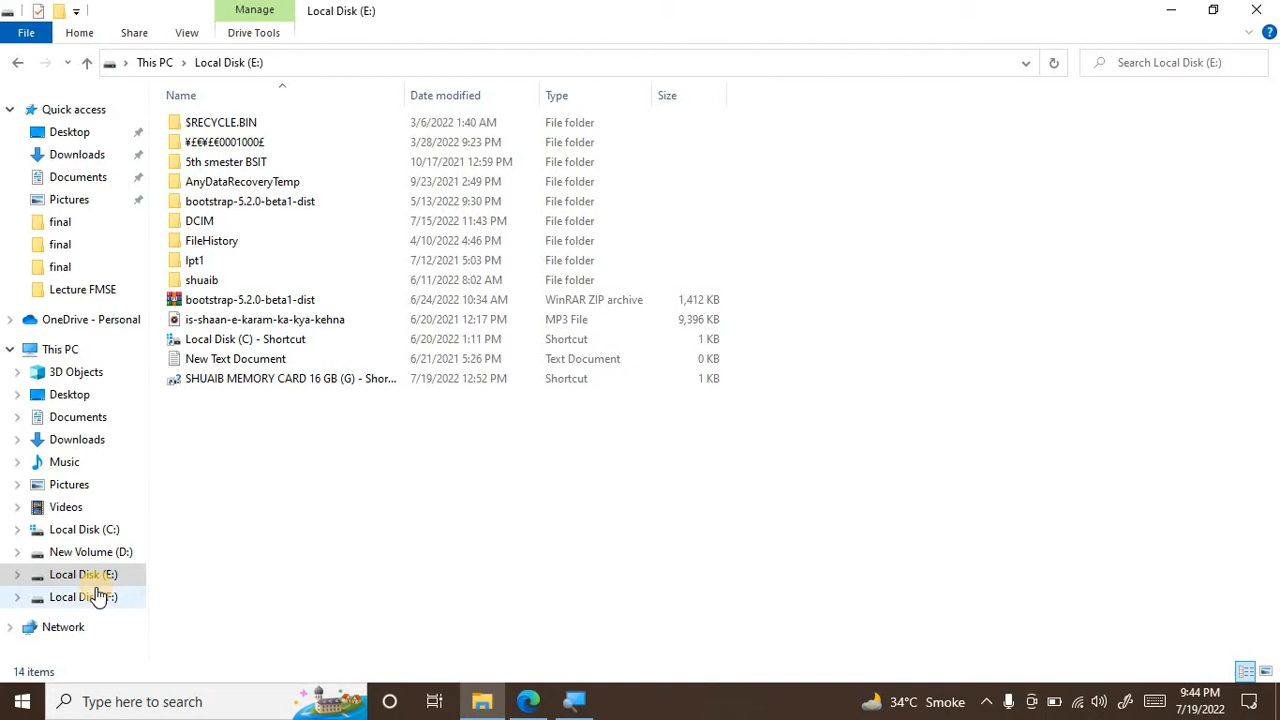 Manage
Local Disk (E:)
File
Home
Share
View
Drive Tools
This PC
Local Disk (E:)
Search Local Disk (E:)
Name
Date modified
Type
Size
$RECYCLE.BIN
3/6/2022 1:40 AM
File folder
¥£€¥£€0001000£
3/28/2022 9:23 PM
File folder
5th smester BSIT
10/17/2021 12:59 PM
File folder
AnyDataRecoveryTemp
9/23/2021 2:49 PM
File folder
bootstrap-5.2.0-beta1-dist
5/13/2022 9:30 PM
File folder
DCIM
7/15/2022 11:43 PM
File folder
FileHistory
4/10/2022 4:46 PM
File folder
lpt1
7/12/2021 5:03 PM
File folder
shuaib
6/11/2022 8:02 AM
File folder
bootstrap-5.2.0-beta1-dist
6/24/2022 10:34 AM
WinRAR ZIP archive
1,412 KB
is-shaan-e-karam-ka-kya-kehna
6/20/2021 12:17 PM
MP3 File
9,396 KB
Local Disk (C) - Shortcut
6/20/2022 1:11 PM
Shortcut
1 KB
New Text Document
6/21/2021 5:26 PM
Text Document
0 KB
SHUAIB MEMORY CARD 16 GB (G) - Shor...
7/19/2022 12:52 PM
Shortcut
1 KB
Quick access
Desktop
Downloads
Documents
Pictures
final
final
final
Lecture FMSE
OneDrive - Personal
This PC
3D Objects
Desktop
Documents
Downloads
Music
Pictures
Videos
Local Disk (C:)
New Volume (D:)
Local Disk (E:)
Local
Network
14 items
Type here to search
34°C Smoke
9:44 PM
7/19/2022